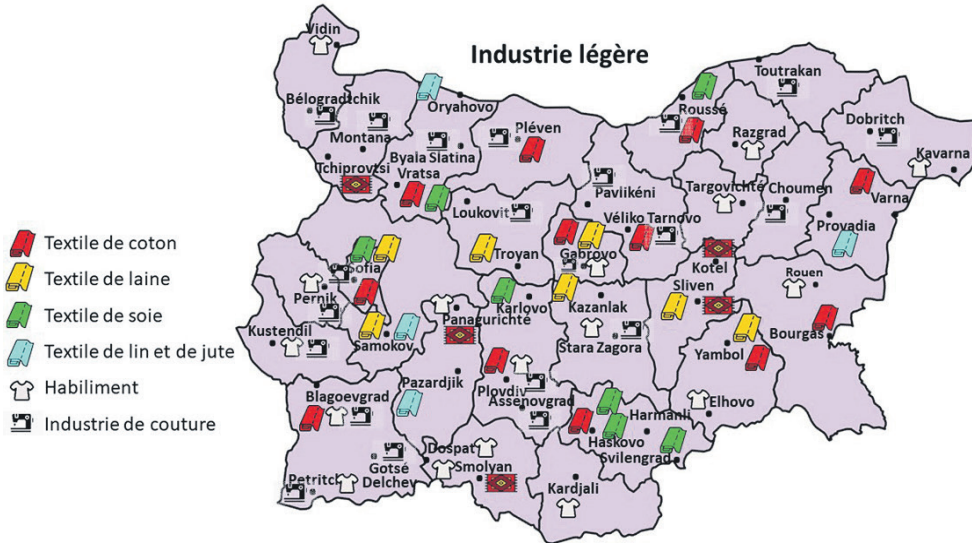 Industrie légère
Vidin
Bélogradtchik
Montana
Tchiprovtsi
Oryahovo
Byala Slatina
Vratsa
Pléven
Loukovit
Troyan
Pavlikéni
Véliko Tarnovo
Gabrovo
Roussé
Toutrakan
Razgrad
Dobritch
Kavarna
Targovichté
Choumen
Varna
Provadia
Kotel
Sofia
Pernik
Kustendil
Samokov
Panagurichté
Karlovo
Kazanlak
Stara Zagora
Sliven
Rouen
Bourgas
Yambol
Elhovo
Blagoevgrad
Pazardjik
Plovdiv
Assenovgrad
Haskovo
Harmanli
Svilengrad
Petritch
Gotsé
Delchev
Dospat
Smolyan
Kardjali
Textile de coton
Textile de laine
Textile de soie
Textile de lin et de jute
Habiliment
Industrie de couture